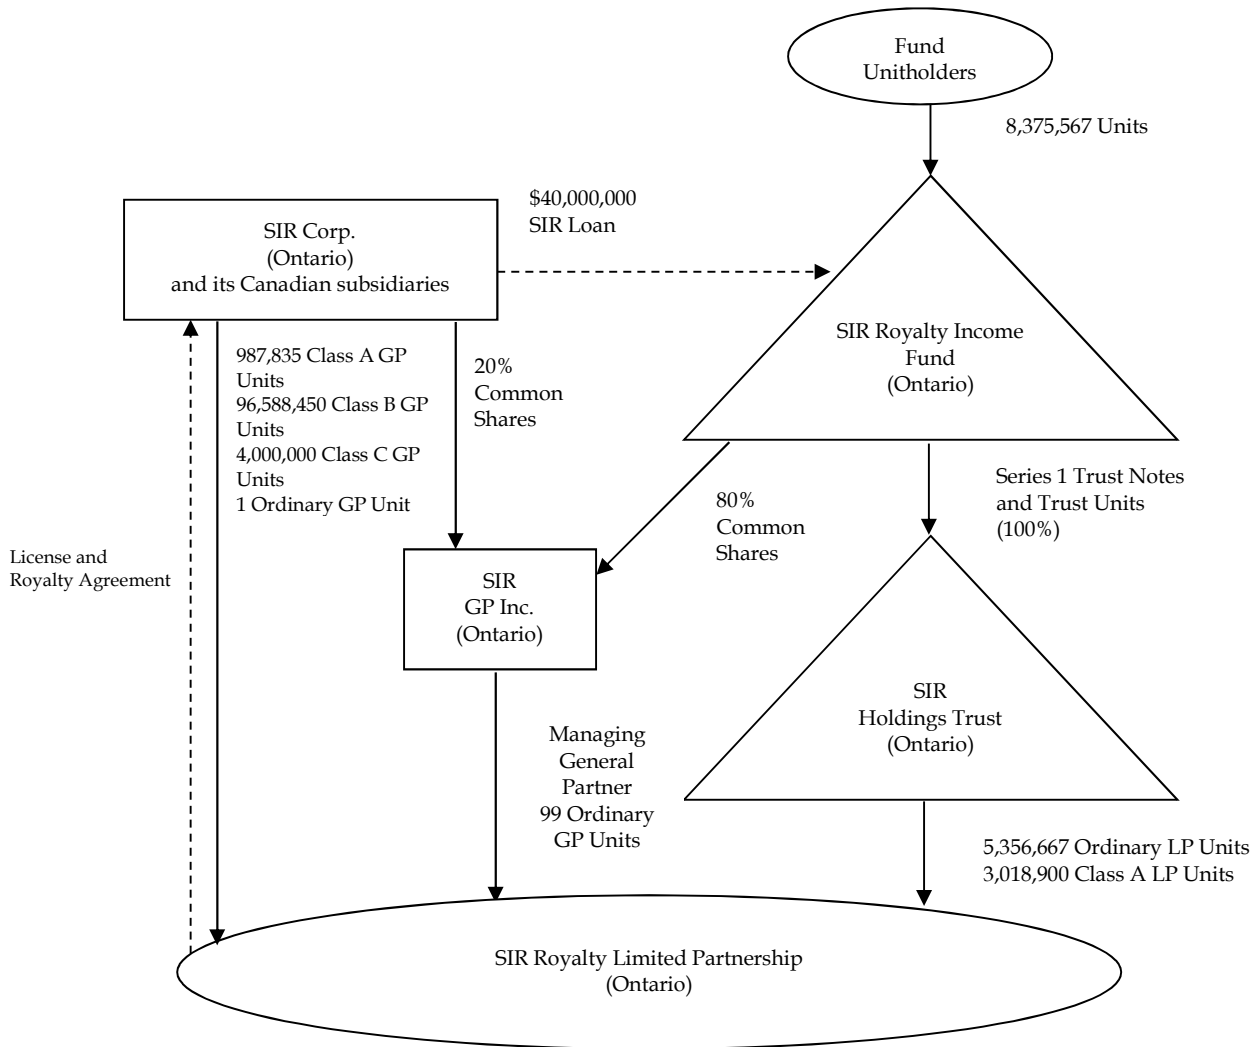 Fund
Unitholders
8,375,567 Units
$40,000,000
SIR Loan
SIR Corp.
(Ontario)
and its Canadian subsidiaries
SIR Royalty Income
Fund
(Ontario)
987,835 Class A GP
Units
96,588,450 Class B GP
Units
4,000,000 Class C GP
Units
1 Ordinary GP Unit
20%
Common
Shares
80%
Common
Shares
Series 1 Trust Notes
and Trust Units
(100%)
License and
Royalty Agreement
SIR
GP Inc.
(Ontario)
SIR
Holdings Trust
(Ontario)
Managing
General
Partner
99 Ordinary
GP Units
5,356,667 Ordinary LP Units
3,018,900 Class A LP Units
SIR Royalty Limited Partnership
(Ontario)